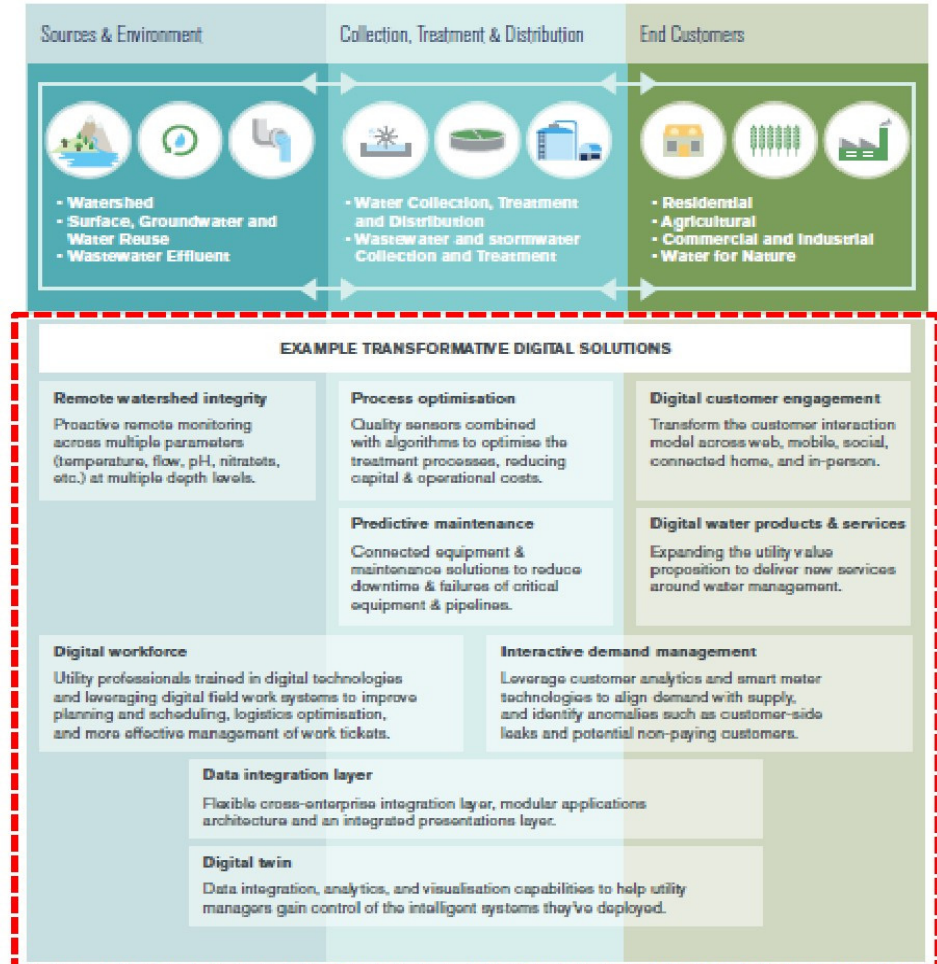 Sources & Environment
Collection, Treatment & Distribution
End Customers
• Watershed
• Surface, Groundwater and
Water Reuse
• Wastewater Effluent
• Water Collection, Treatment
and Distribution
• Wastewater and stormwater
Collection and Treatment
• Residential
• Agricultural
• Commercial and Industrial
• Water for Nature
EXAMPLE TRANSFORMATIVE DIGITAL SOLUTIONS
Remote watershed integrity
Proactive remote monitoring
across multiple parameters
(temperature, flow, pH, nitratets,
etc.) at multiple depth levels.
Process optimisation
Quality sensors combined
with algorithms to optimise the
treatment processes, reducing
capital & operational costs.
Digital customer engagement
Transform the customer interaction
model across web, mobile, social,
connected home, and in-person.
Predictive maintenance
Connected equipment &
maintenance solutions to reduce
downtime & failures of critical
equipment & pipelines.
Digital water products & services
Expanding the utility value
proposition to deliver new services
around water management.
Digital workforce
Utility professionals trained in digital technologies
and leveraging digital field work systems to improve
planning and scheduling, logistics optimisation,
and more effective management of work tickets.
Interactive demand management
Leverage customer analytics and smart meter
technologies to align demand with supply,
and identify anomalies such as customer-side
leaks and potential non-paying customers.
Data integration layer
Flexible cross-enterprise integration layer, modular applications
architecture and an integrated presentations layer.
Digital twin
Data integration, analytics, and visualisation capabilities to help utility
managers gain control of the intelligent systems they've deployed.